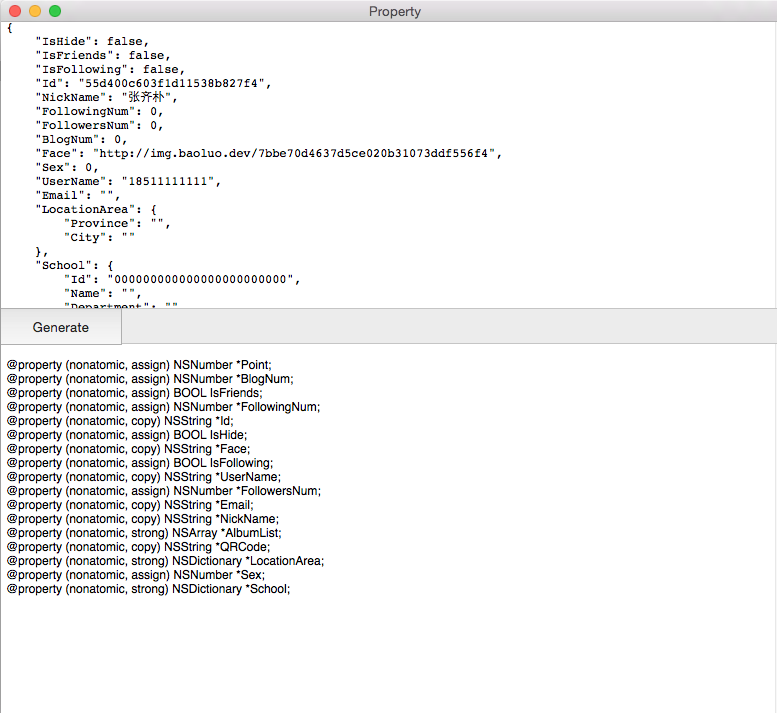 Property
{
    "IsHide": false,
    "IsFriends": false,
    "IsFollowing": false,
    "Id": "55d400c603f1d11538b827f4",
    "NickName": "张齐朴",
    "FollowingNum": 0,
    "FollowersNum": 0,
    "BlogNum": 0,
    "Face": "http://img.baoluo.dev/7bbe70d4637d5ce020b31073ddf556f4",
    "Sex": 0,
    "UserName": "18511111111",
    "Email": "",
    "LocationArea": {
        "Province": "",
        "City": ""
    },
    "School": {
        "Id": "000000000000000000000000",
        "Name": "",
        "Department": ""
Generate
@property (nonatomic, assign) NSNumber *Point;
@property (nonatomic, assign) NSNumber *BlogNum;
@property (nonatomic, assign) BOOL IsFriends;
@property (nonatomic, assign) NSNumber *FollowingNum;
@property (nonatomic, copy) NSString *Id;
@property (nonatomic, assign) BOOL IsHide;
@property (nonatomic, copy) NSString *Face;
@property (nonatomic, assign) BOOL IsFollowing;
@property (nonatomic, copy) NSString *UserName;
@property (nonatomic, assign) NSNumber *FollowersNum;
@property (nonatomic, copy) NSString *Email;
@property (nonatomic, copy) NSString *NickName;
@property (nonatomic, strong) NSArray *AlbumList;
@property (nonatomic, copy) NSString *QRCode;
@property (nonatomic, strong) NSDictionary *LocationArea;
@property (nonatomic, assign) NSNumber *Sex;
@property (nonatomic, strong) NSDictionary *School;